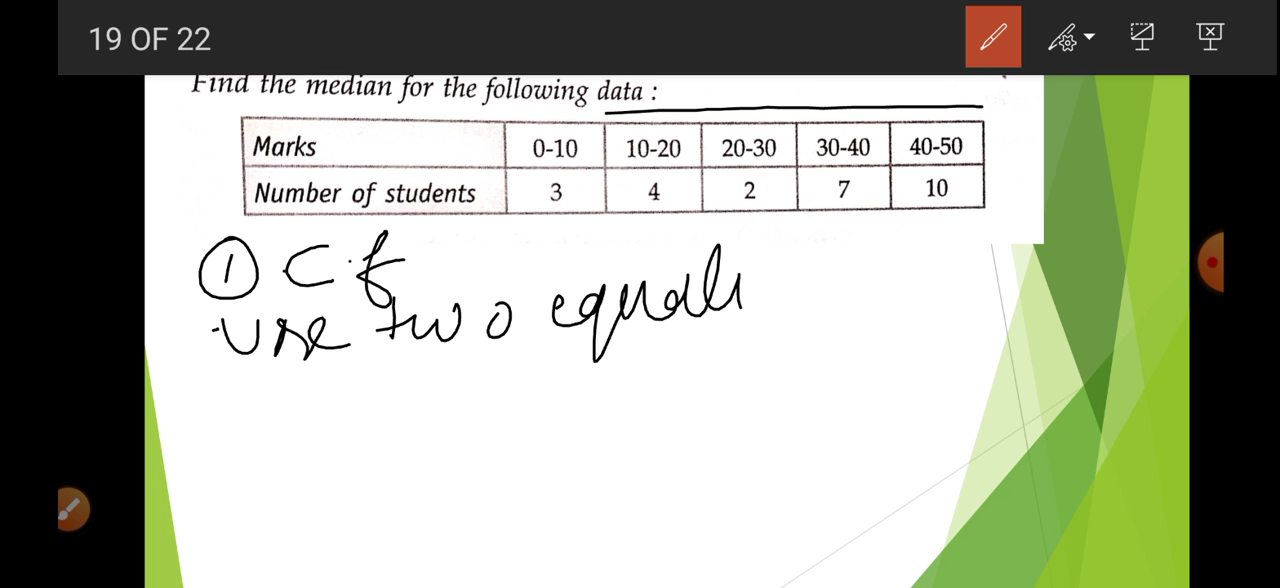 19 OF 22
Find the median for the following data :
Marks 0-10 10-20 20-30 30-40 40-50
Number of students 3 4 2 7 10
1 C.f
use two equals